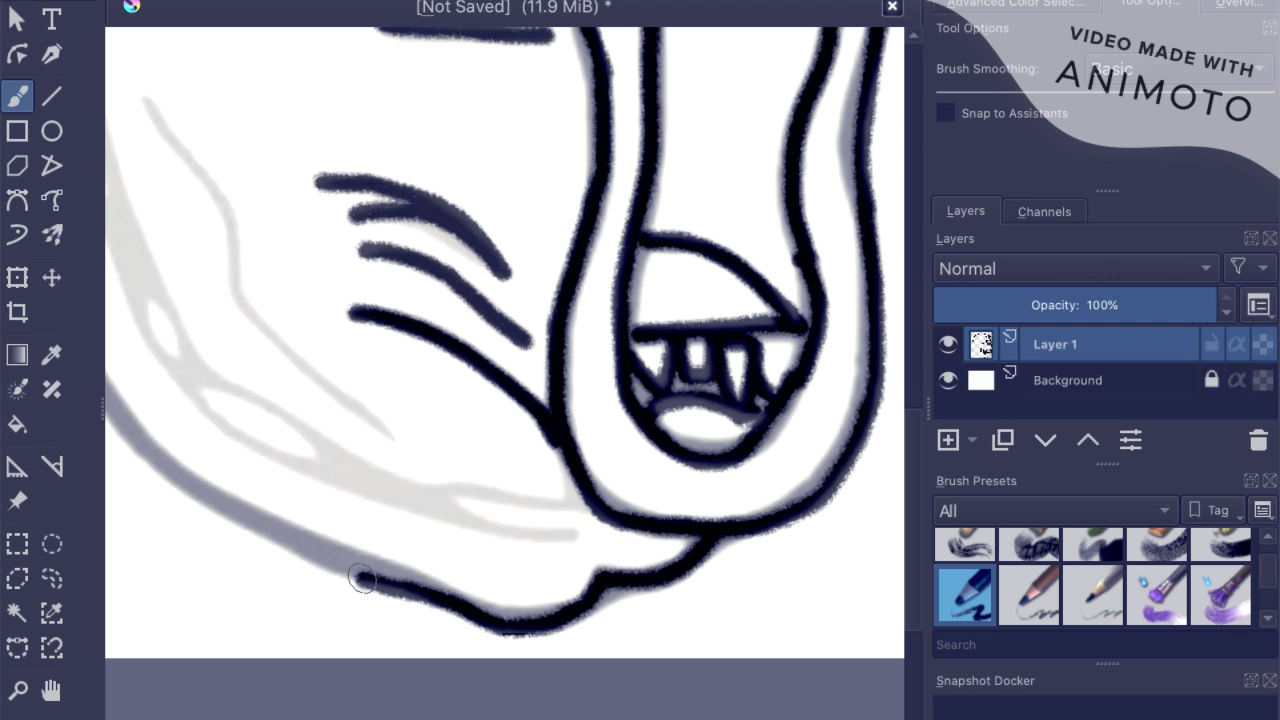 [Not Saved] (11.9 MiB) *
Advanced Color Selec...
Tool Opti...
Overvi...
Tool Options
VIDEO MADE WITH
ANIMOTO
Brush Smoothing: Basic
Snap to Assistants
Layers
Channels
Layers
Normal
Opacity: 100%
Layer 1
Background
Brush Presets
All
Tag
Search
Snapshot Docker